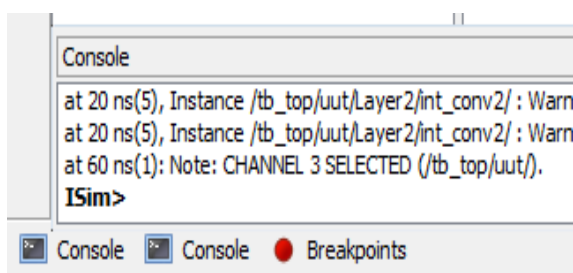 Console
at 20 ns(5), Instance /tb_top/uut/Layer2/int_conv2/ : Warn
at 20 ns(5), Instance /tb_top/uut/Layer2/int_conv2/ : Warn
at 60 ns(1): Note: CHANNEL 3 SELECTED (/tb_top/uut/).
ISim>
Console Console Breakpoints